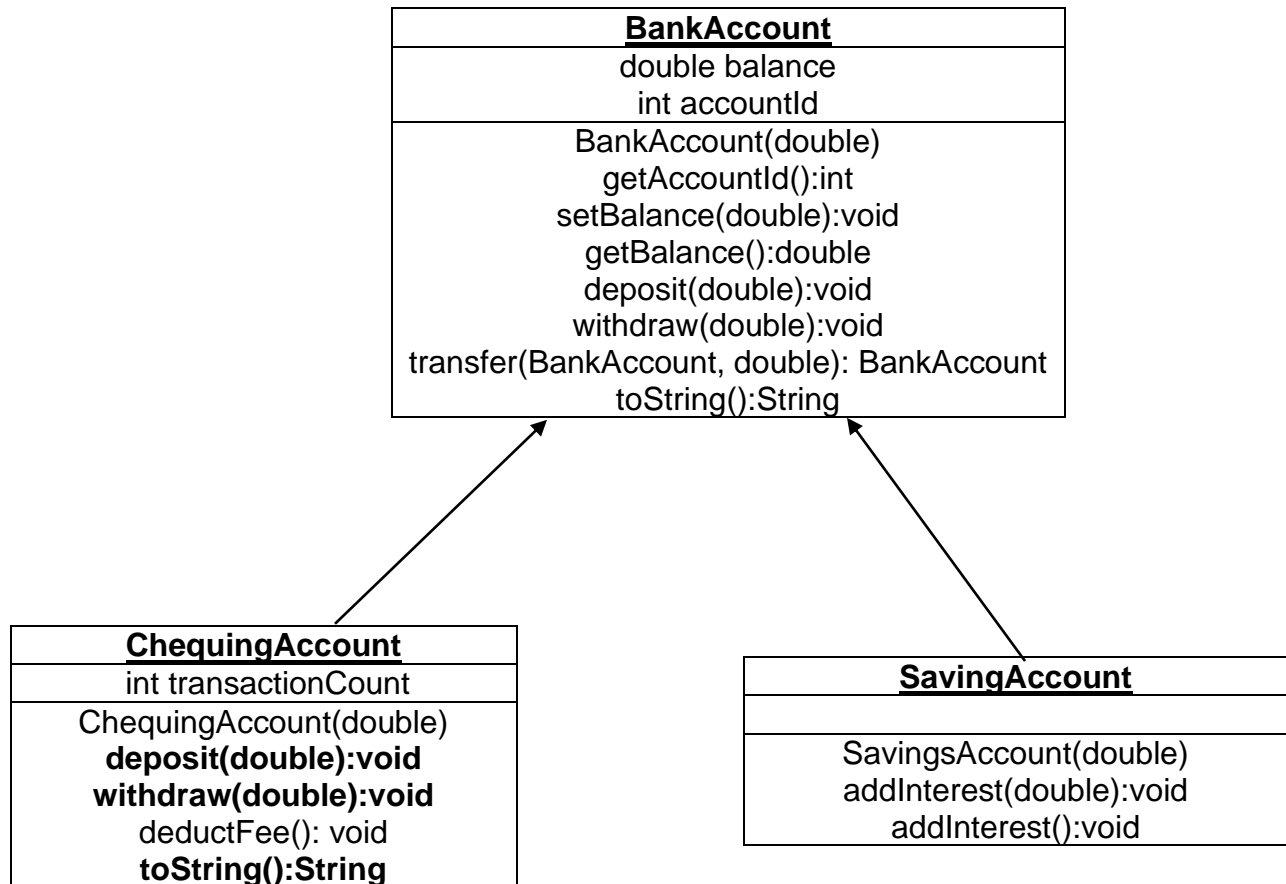 BankAccount
double balance
int accountId
BankAccount(double)
getAccountId():int
setBalance(double):void
getBalance():double
deposit(double):void
withdraw(double):void
transfer(BankAccount, double): BankAccount
toString():String
ChequingAccount
int transactionCount
ChequingAccount(double)
deposit(double):void
withdraw(double):void
deductFee(): void
toString():String
SavingAccount
SavingsAccount(double)
addInterest(double):void
addInterest():void